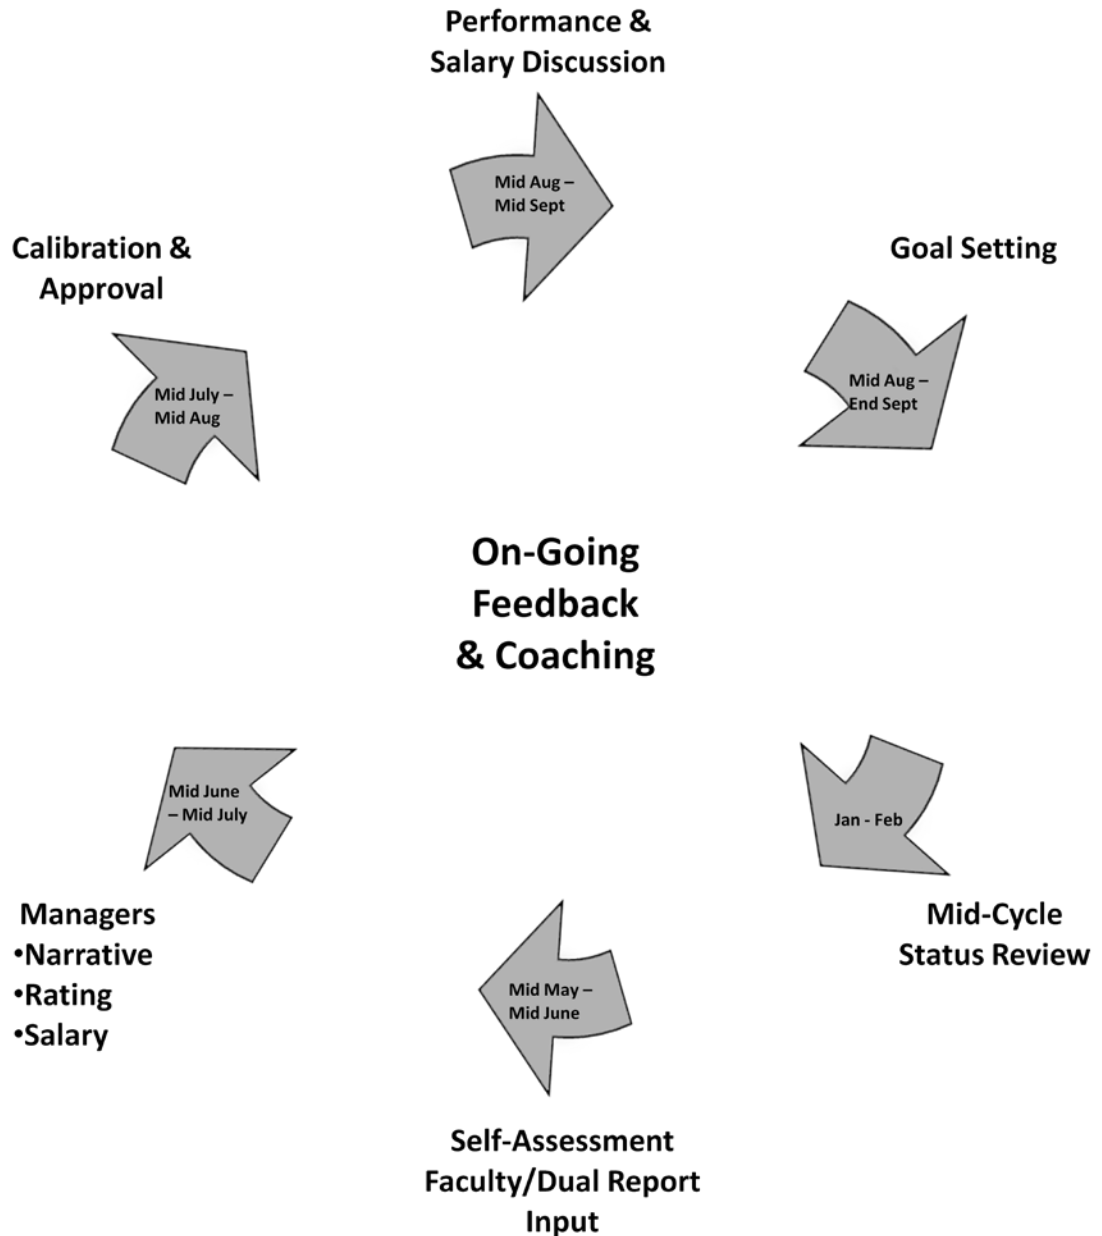 Performance &
Salary Discussion
Mid Aug –
Mid Sept
Calibration &
Approval
Goal Setting
Mid July –
Mid Aug
Mid Aug –
End Sept
On-Going
Feedback
& Coaching
Mid June
– Mid July
Jan - Feb
Managers
•Narrative
•Rating
•Salary
Mid-Cycle
Status Review
Mid May –
Mid June
Self-Assessment
Faculty/Dual Report
Input